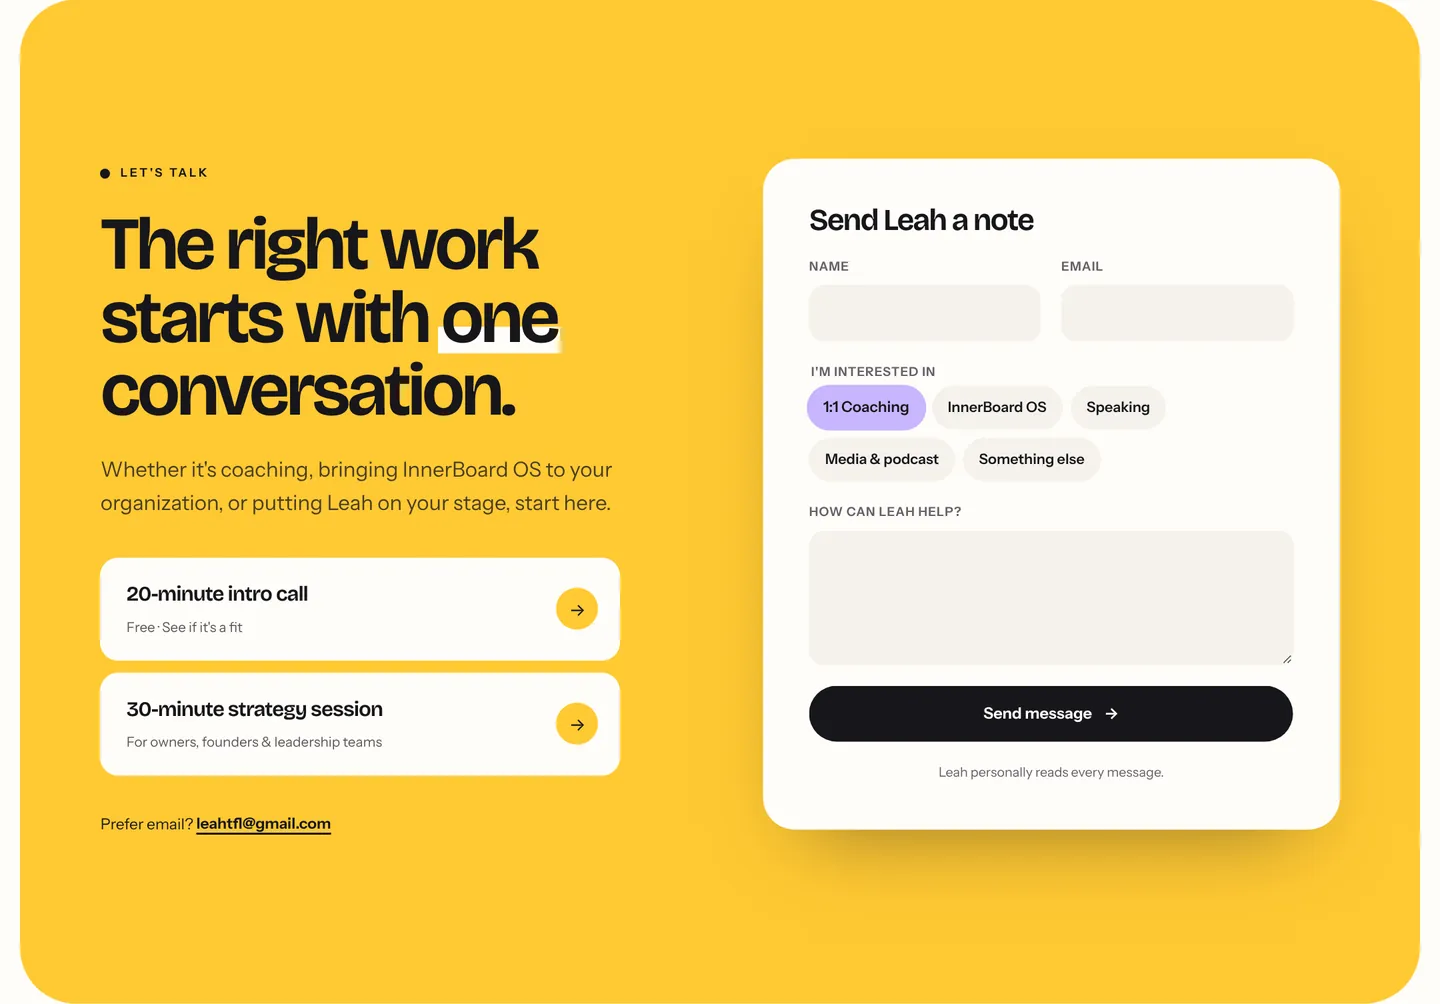 LET'S TALK
The right work
starts with one
conversation.
Whether it's coaching, bringing InnerBoard OS to your
organization, or putting Leah on your stage, start here.
20-minute intro call
Free · See if it's a fit
→
30-minute strategy session
For owners, founders & leadership teams
→
Prefer email? leahtfl@gmail.com
Send Leah a note
NAME
EMAIL
I'M INTERESTED IN
1:1 Coaching
InnerBoard OS
Speaking
Media & podcast
Something else
HOW CAN LEAH HELP?
Send message →
Leah personally reads every message.